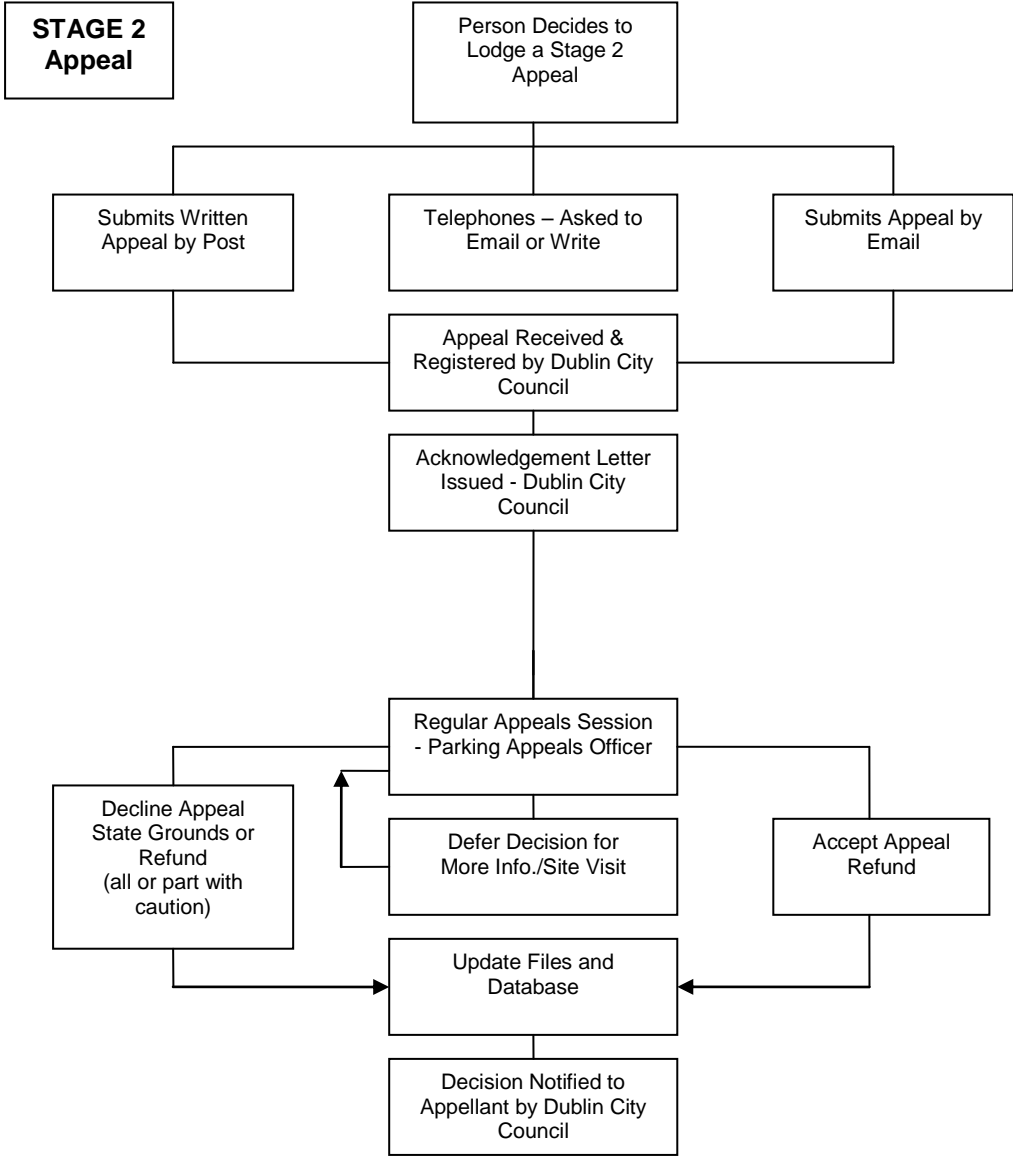 STAGE 2
Appeal
Person Decides to
Lodge a Stage 2
Appeal
Submits Written
Appeal by Post
Telephones – Asked to
Email or Write
Submits Appeal by
Email
Appeal Received &
Registered by Dublin City
Council
Acknowledgement Letter
Issued - Dublin City
Council
Regular Appeals Session
- Parking Appeals Officer
Decline Appeal
State Grounds or
Refund
(all or part with
caution)
Defer Decision for
More Info./Site Visit
Accept Appeal
Refund
Update Files and
Database
Decision Notified to
Appellant by Dublin City
Council